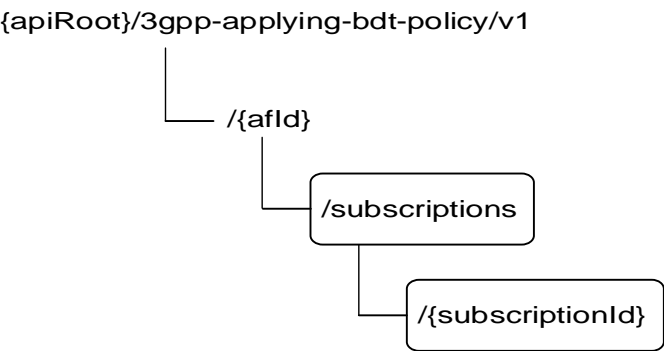 {apiRoot}/3gpp-applying-bdt-policy/v1
/{afId}
/subscriptions
/{subscriptionId}